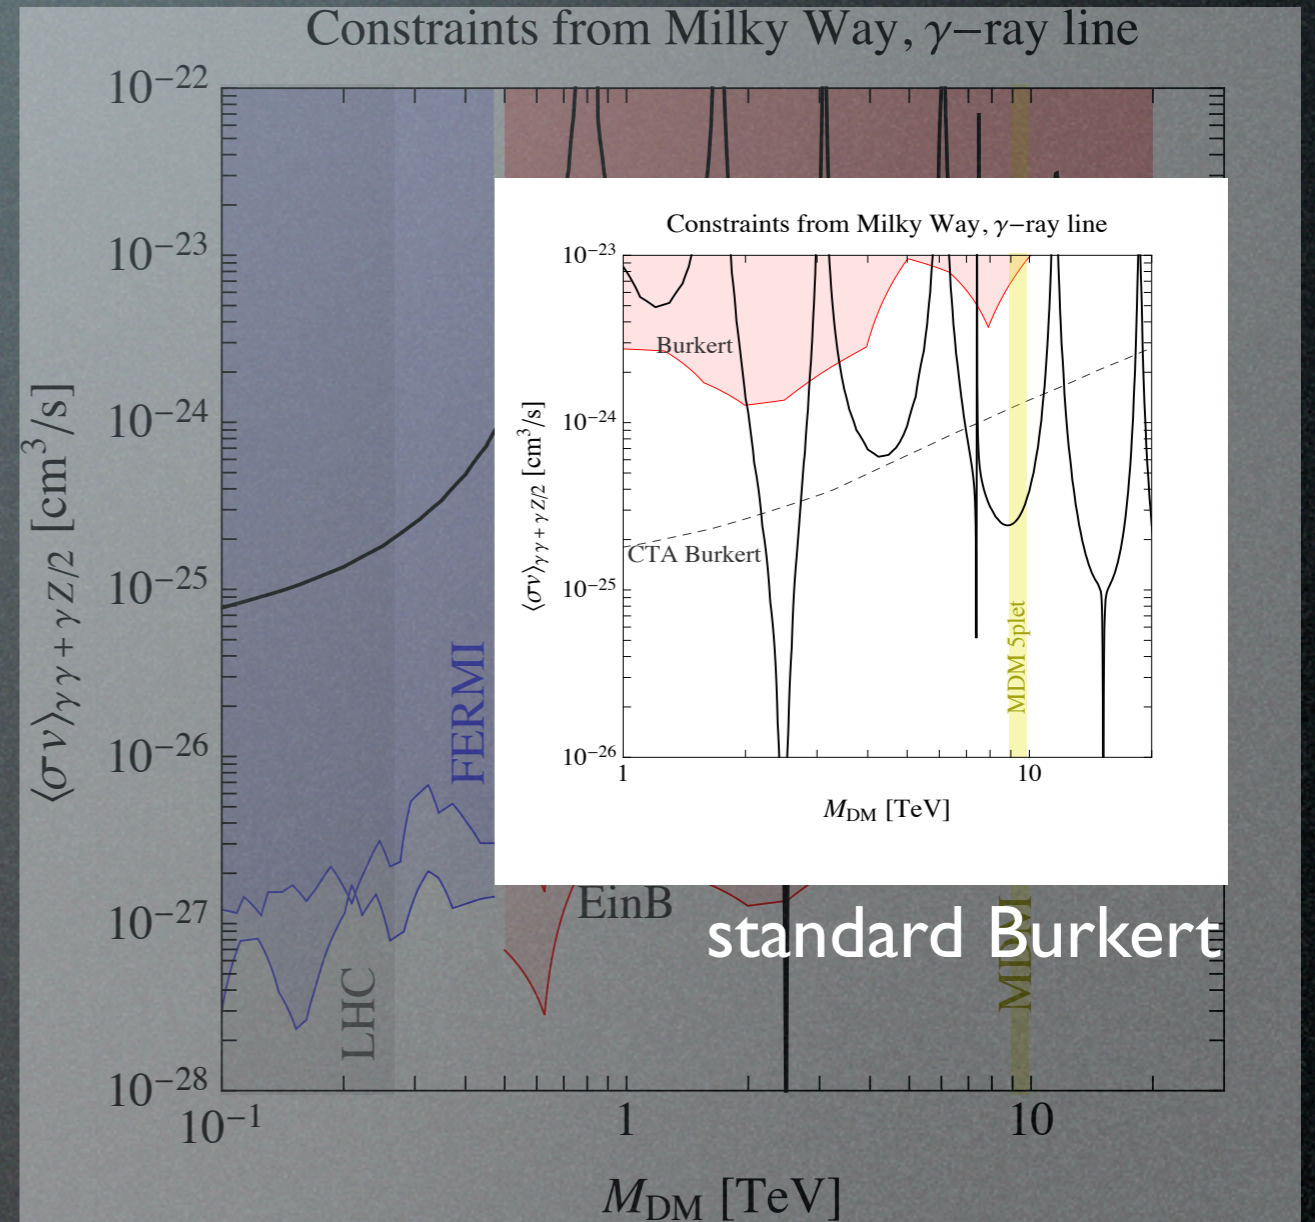 Constraints from Milky Way, γ−ray line
10−22
10−23
10−24
10−25
10−26
10−27
10−28
⟨σv⟩γγ + γZ/2 [cm3/s]
FERMI
LHC
EinB
MDM
10−1
1
10
MDM [TeV]
Constraints from Milky Way, γ−ray line
10−23
10−24
10−25
10−26
⟨σv⟩γγ + γZ/2 [cm3/s]
Burkert
CTA Burkert
MDM 5plet
1
10
MDM [TeV]
standard Burkert